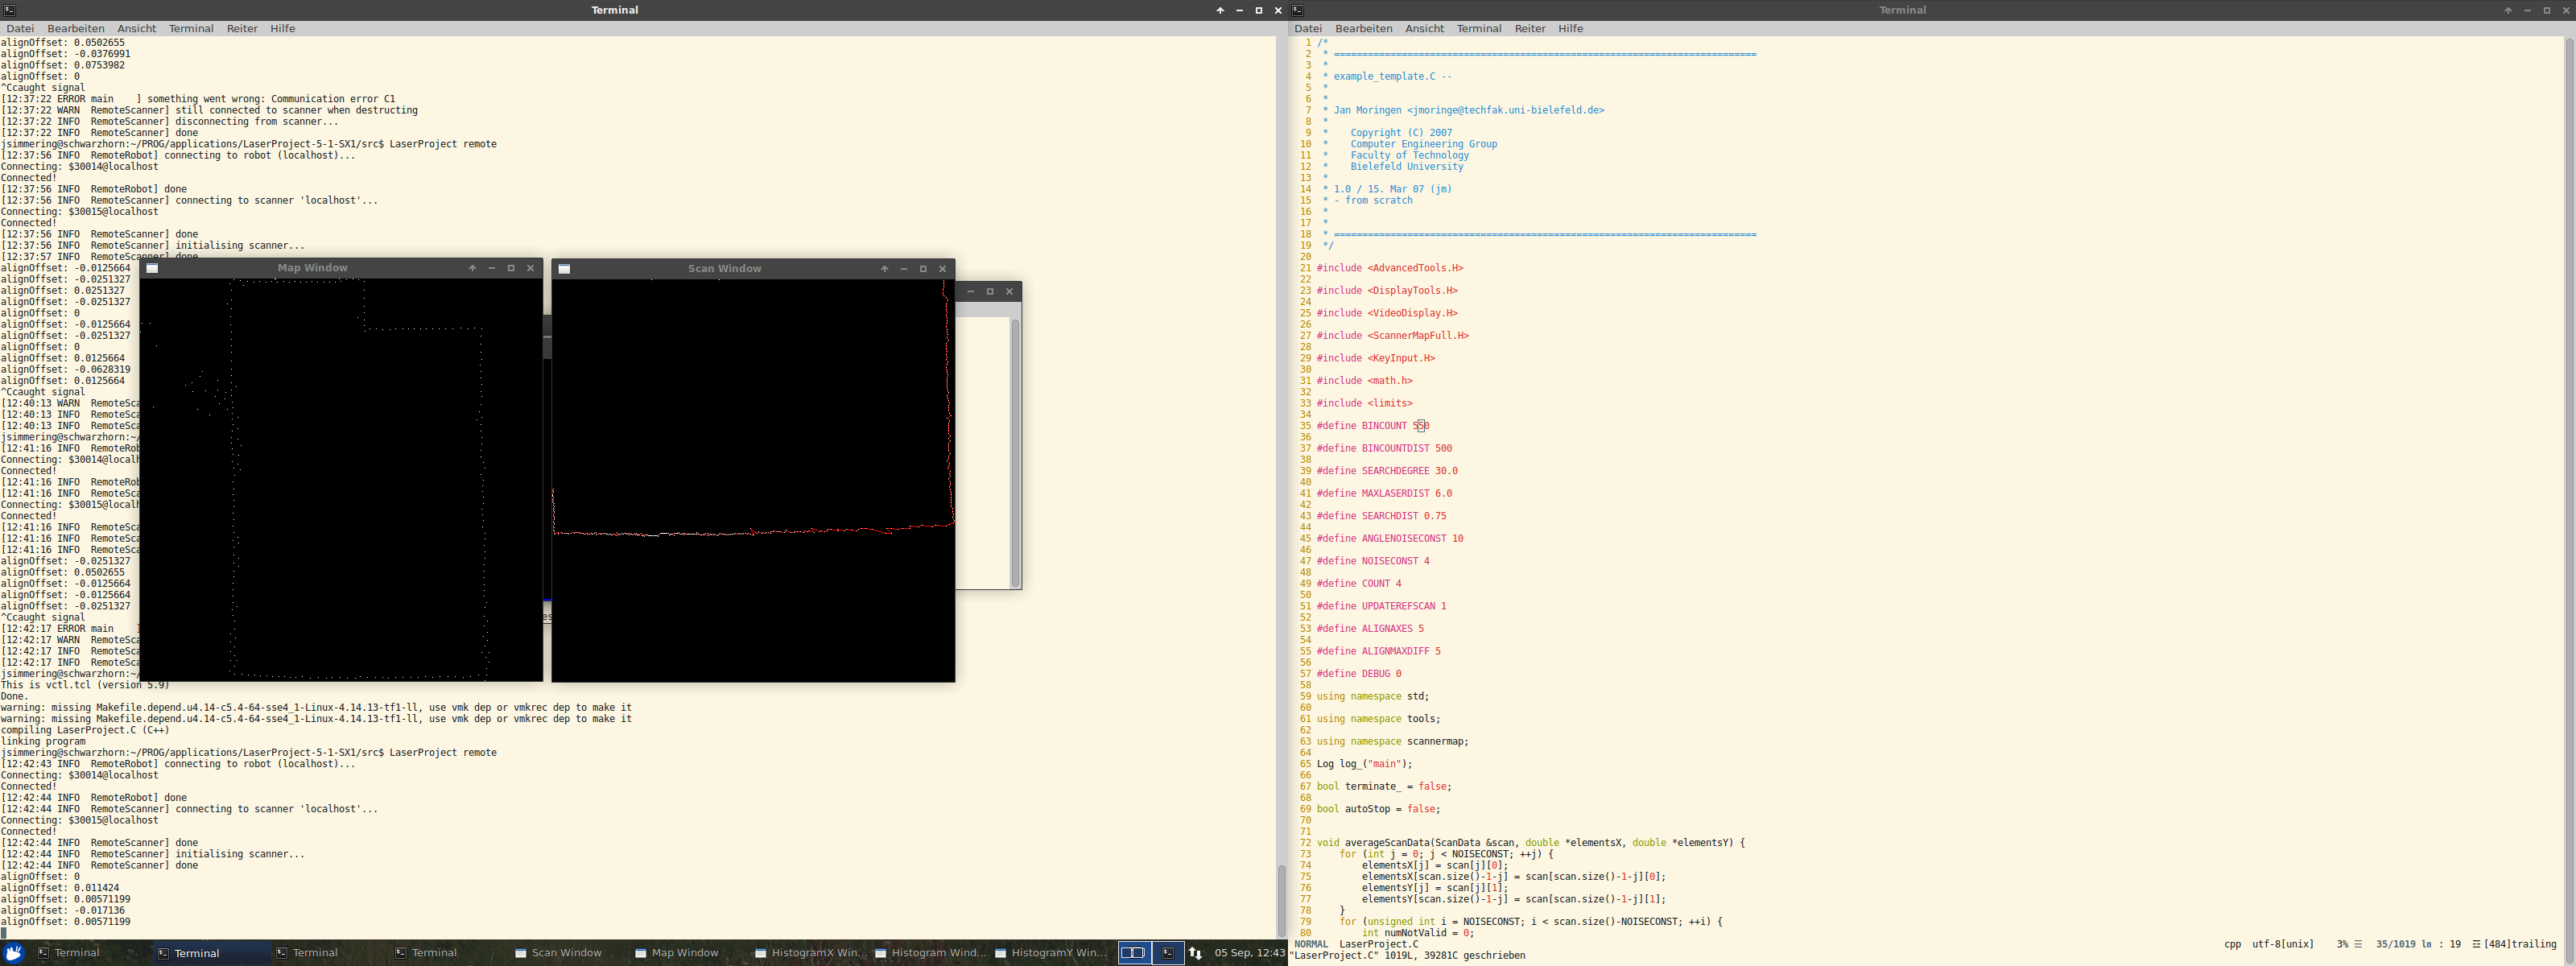 Terminal
Datei Bearbeiten Ansicht Terminal Reiter Hilfe
alignOffset: 0.0502655
alignOffset: -0.0376991
alignOffset: 0.0753982
alignOffset: 0
^Ccaught signal
[12:37:22 ERROR main    ] something went wrong: Communication error C1
[12:37:22 WARN  RemoteScanner] still connected to scanner when destructing
[12:37:22 INFO  RemoteScanner] disconnecting from scanner...
[12:37:22 INFO  RemoteScanner] done
jsimmering@schwarzhorn:~/PROG/applications/LaserProject-5-1-SX1/src$ LaserProject remote
[12:37:56 INFO  RemoteRobot] connecting to robot (localhost)...
Connecting: $30014@localhost
Connected!
[12:37:56 INFO  RemoteRobot] done
[12:37:56 INFO  RemoteScanner] connecting to scanner 'localhost'...
Connecting: $30015@localhost
Connected!
[12:37:56 INFO  RemoteScanner] done
[12:37:56 INFO  RemoteScanner] initialising scanner...
[12:37:57 INFO  RemoteScanner] done
alignOffset: -0.0125664
alignOffset: -0.0251327
alignOffset: 0.0251327
alignOffset: -0.0251327
alignOffset: 0
alignOffset: -0.0125664
alignOffset: -0.0251327
alignOffset: 0
alignOffset: 0.0125664
alignOffset: -0.0628319
alignOffset: 0.0125664
^Ccaught signal
[12:40:13 WARN  RemoteSca
[12:40:13 INFO  RemoteSca
[12:40:13 INFO  RemoteSca
jsimmering@schwarzhorn:~/
[12:41:16 INFO  RemoteRob
Connecting: $30014@localh
Connected!
[12:41:16 INFO  RemoteRob
[12:41:16 INFO  RemoteSca
Connecting: $30015@localh
Connected!
[12:41:16 INFO  RemoteSca
[12:41:16 INFO  RemoteSca
[12:41:16 INFO  RemoteSca
alignOffset: -0.0251327
alignOffset: 0.0502655
alignOffset: -0.0125664
alignOffset: -0.0125664
alignOffset: -0.0251327
^Ccaught signal
[12:42:17 ERROR main    ]
[12:42:17 WARN  RemoteSca
[12:42:17 INFO  RemoteSca
[12:42:17 INFO  RemoteSca
jsimmering@schwarzhorn:~/
This is vctl.tcl (version 5.9)
Done.
warning: missing Makefile.depend.u4.14-c5.4-64-sse4_1-Linux-4.14.13-tf1-ll, use vmk dep or vmkrec dep to make it
warning: missing Makefile.depend.u4.14-c5.4-64-sse4_1-Linux-4.14.13-tf1-ll, use vmk dep or vmkrec dep to make it
compiling LaserProject.C (C++)
linking program
jsimmering@schwarzhorn:~/PROG/applications/LaserProject-5-1-SX1/src$ LaserProject remote
[12:42:43 INFO  RemoteRobot] connecting to robot (localhost)...
Connecting: $30014@localhost
Connected!
[12:42:44 INFO  RemoteRobot] done
[12:42:44 INFO  RemoteScanner] connecting to scanner 'localhost'...
Connecting: $30015@localhost
Connected!
[12:42:44 INFO  RemoteScanner] done
[12:42:44 INFO  RemoteScanner] initialising scanner...
[12:42:44 INFO  RemoteScanner] done
alignOffset: 0
alignOffset: 0.011424
alignOffset: 0.00571199
alignOffset: -0.017136
alignOffset: 0.00571199
Map Window
Scan Window
es
Terminal
Terminal
Terminal
Terminal
Scan Window
Map Window
HistogramX Win...
Histogram Wind...
HistogramY Win...
05 Sep, 12:43
Terminal
Datei Bearbeiten Ansicht Terminal Reiter Hilfe
1 /*
2  * ===========================================================================
3  *
4  * example_template.C --
5  *
6  *
7  * Jan Moringen <jmoringe@techfak.uni-bielefeld.de>
8  *
9  *    Copyright (C) 2007
10  *    Computer Engineering Group
11  *    Faculty of Technology
12  *    Bielefeld University
13  *
14  * 1.0 / 15. Mar 07 (jm)
15  * - from scratch
16  *
17  *
18  * ===========================================================================
19  */
20
21 #include <AdvancedTools.H>
22
23 #include <DisplayTools.H>
24
25 #include <VideoDisplay.H>
26
27 #include <ScannerMapFull.H>
28
29 #include <KeyInput.H>
30
31 #include <math.h>
32
33 #include <limits>
34
35 #define BINCOUNT 550
36
37 #define BINCOUNTDIST 500
38
39 #define SEARCHDEGREE 30.0
40
41 #define MAXLASERDIST 6.0
42
43 #define SEARCHDIST 0.75
44
45 #define ANGLENOISECONST 10
46
47 #define NOISECONST 4
48
49 #define COUNT 4
50
51 #define UPDATEREFSCAN 1
52
53 #define ALIGNAXES 5
54
55 #define ALIGNMAXDIFF 5
56
57 #define DEBUG 0
58
59 using namespace std;
60
61 using namespace tools;
62
63 using namespace scannermap;
64
65 Log log_("main");
66
67 bool terminate_ = false;
68
69 bool autoStop = false;
70
71
72 void averageScanData(ScanData &scan, double *elementsX, double *elementsY) {
73     for (int j = 0; j < NOISECONST; ++j) {
74         elementsX[j] = scan[j][0];
75         elementsX[scan.size()-1-j] = scan[scan.size()-1-j][0];
76         elementsY[j] = scan[j][1];
77         elementsY[scan.size()-1-j] = scan[scan.size()-1-j][1];
78     }
79     for (unsigned int i = NOISECONST; i < scan.size()-NOISECONST; ++i) {
80         int numNotValid = 0;
NORMAL  LaserProject.C cpp  utf-8[unix]  3% ☰  35/1019 ln : 19  Ξ [484]trailing
"LaserProject.C" 1019L, 39281C geschrieben